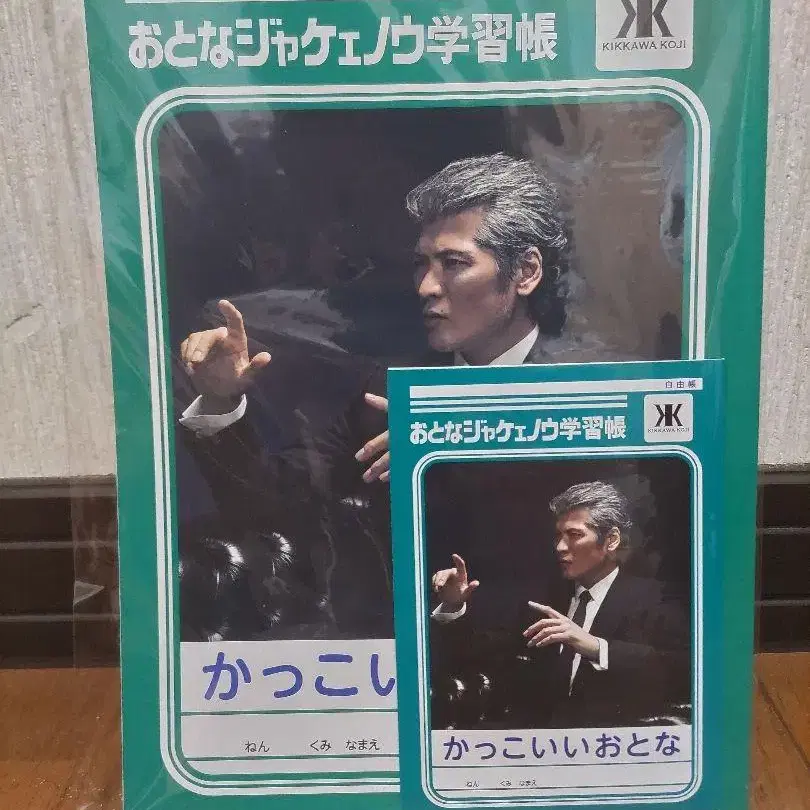 おとなジャケェノウ学習帳
KIKKAWA KOJI
かっこい
ねん くみ なまえ
自由帳
おとなジャケェノウ学習帳
KIKKAWA KOJI
かっこいいおとな
ねん くみ なまえ